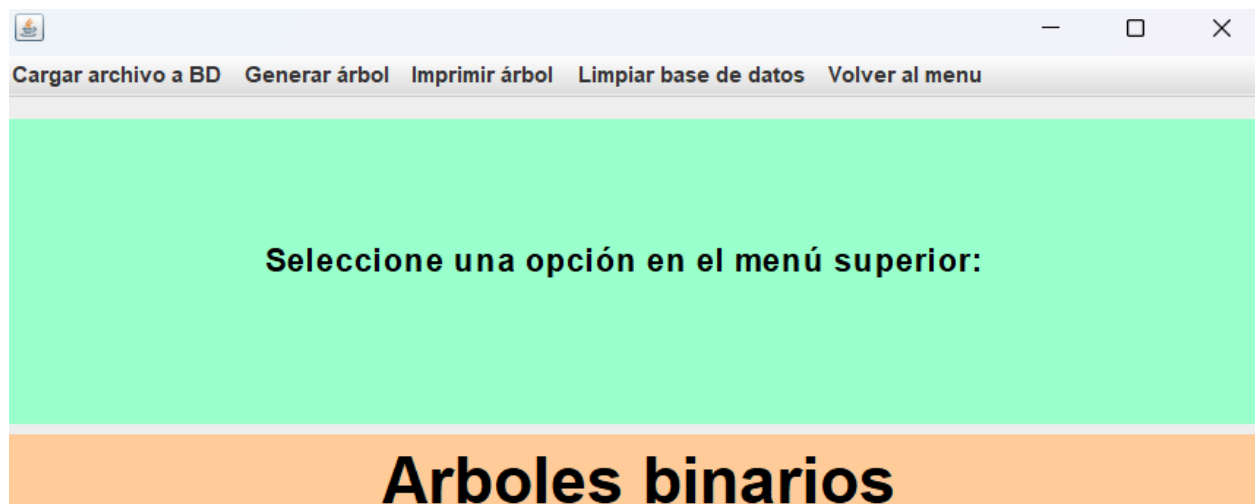 Cargar archivo a BD Generar árbol Imprimir árbol Limpiar base de datos Volver al menu
Seleccione una opción en el menú superior:
Arboles binarios